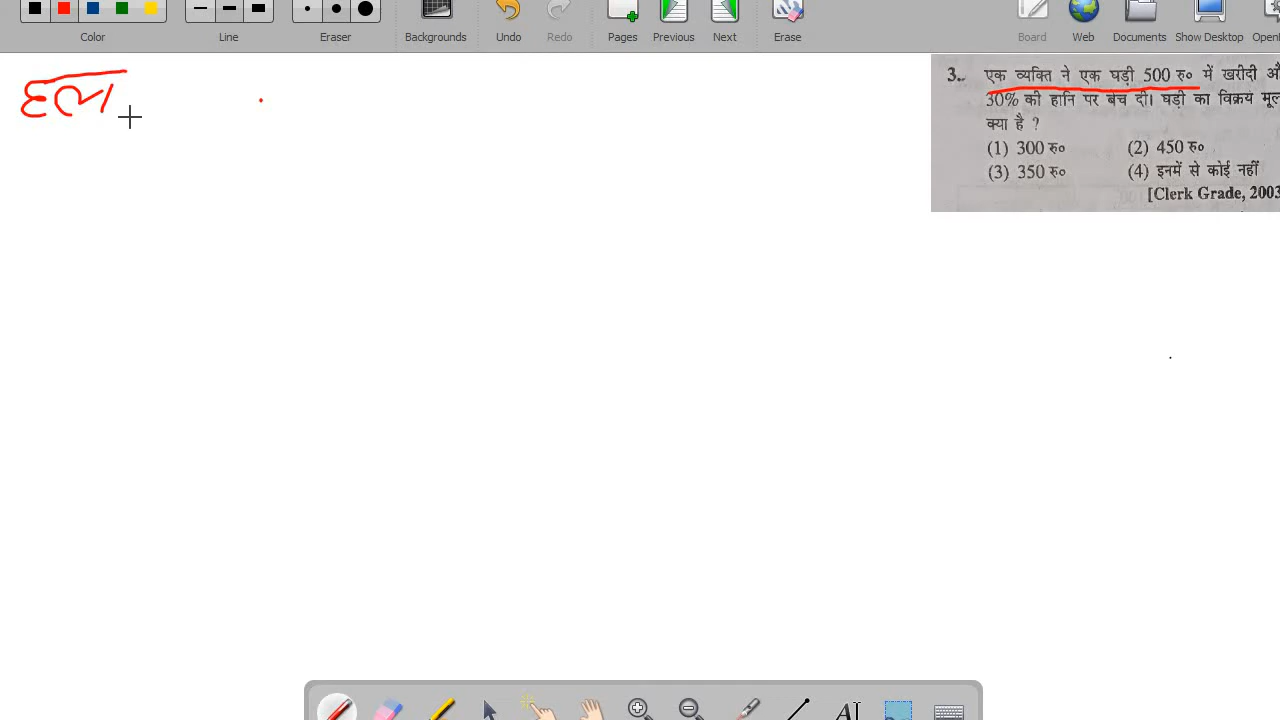 Color
Line
Eraser
Backgrounds
Undo
Redo
Pages
Previous
Next
Erase
Board
Web
Documents
Show Desktop
हल
3. एक व्यक्ति ने एक घड़ी 500 रु० में खरीदी
30% की हानि पर बेच दी। घड़ी का विक्रय
क्या है ?
(1) 300 रु० (2) 450 रु०
(3) 350 रु० (4) इनमें से कोई नहीं
[Clerk Grade, 2003